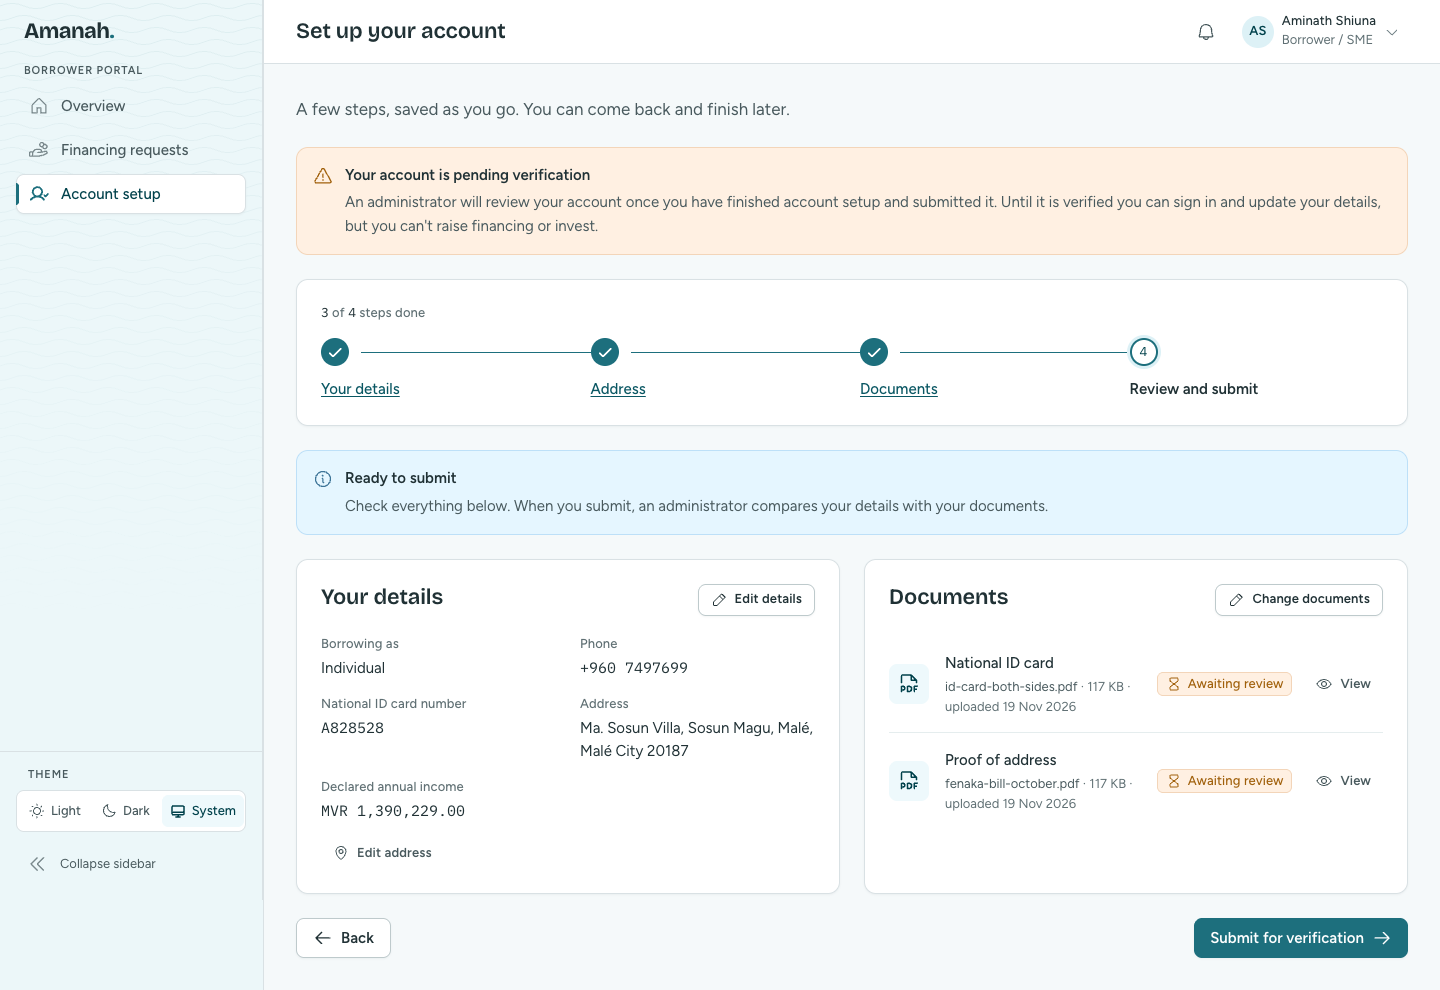 Amanah.
BORROWER PORTAL
Overview
Financing requests
Account setup
THEME
Light
Dark
System
Collapse sidebar
Set up your account
AS
Aminath Shiuna
Borrower / SME
A few steps, saved as you go. You can come back and finish later.
Your account is pending verification
An administrator will review your account once you have finished account setup and submitted it. Until it is verified you can sign in and update your details,
but you can't raise financing or invest.
3 of 4 steps done
Your details
Address
Documents
4
Review and submit
Ready to submit
Check everything below. When you submit, an administrator compares your details with your documents.
Your details
Edit details
Borrowing as
Individual
Phone
+960 7497699
National ID card number
A828528
Address
Ma. Sosun Villa, Sosun Magu, Malé,
Malé City 20187
Declared annual income
MVR 1,390,229.00
Edit address
Documents
Change documents
PDF
National ID card
id-card-both-sides.pdf · 117 KB ·
uploaded 19 Nov 2026
Awaiting review
View
PDF
Proof of address
fenaka-bill-october.pdf · 117 KB ·
uploaded 19 Nov 2026
Awaiting review
View
Back
Submit for verification